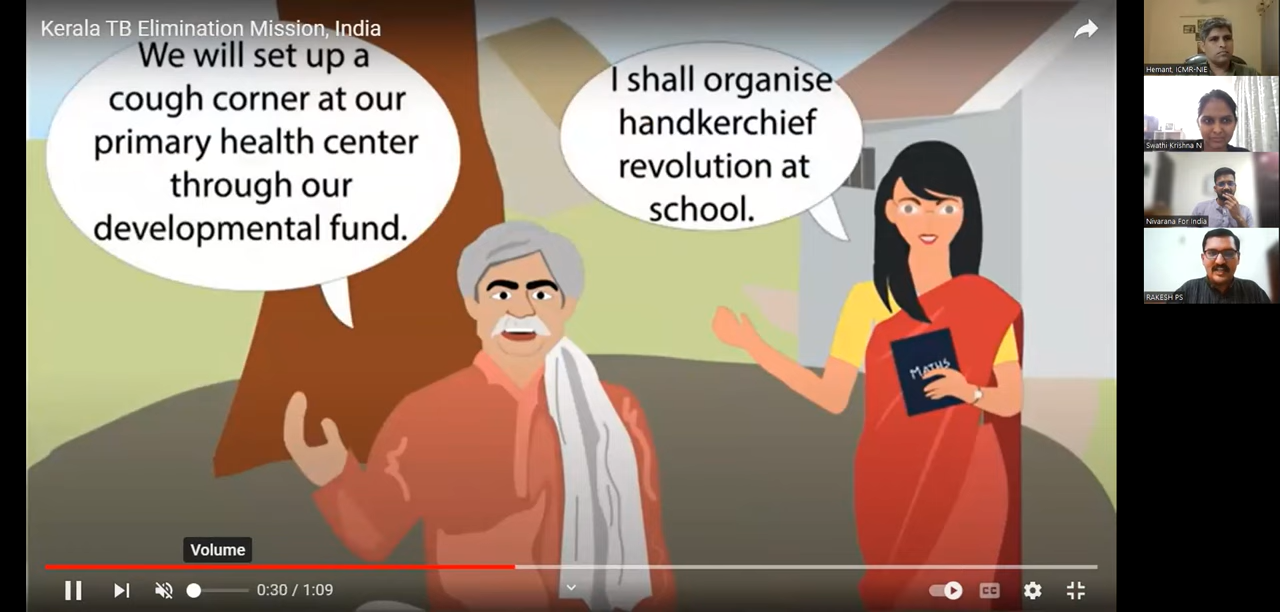 Kerala TB Elimination Mission, India
We will set up a
cough corner at our
primary health center
through our
developmental fund.
I shall organise
handkerchief
revolution at
school.
MATHS
Volume
0:30 / 1:09
CC
Hemant, ICMR-NIE
Swathi Krishna N
Nivarana For India
RAKESH PS